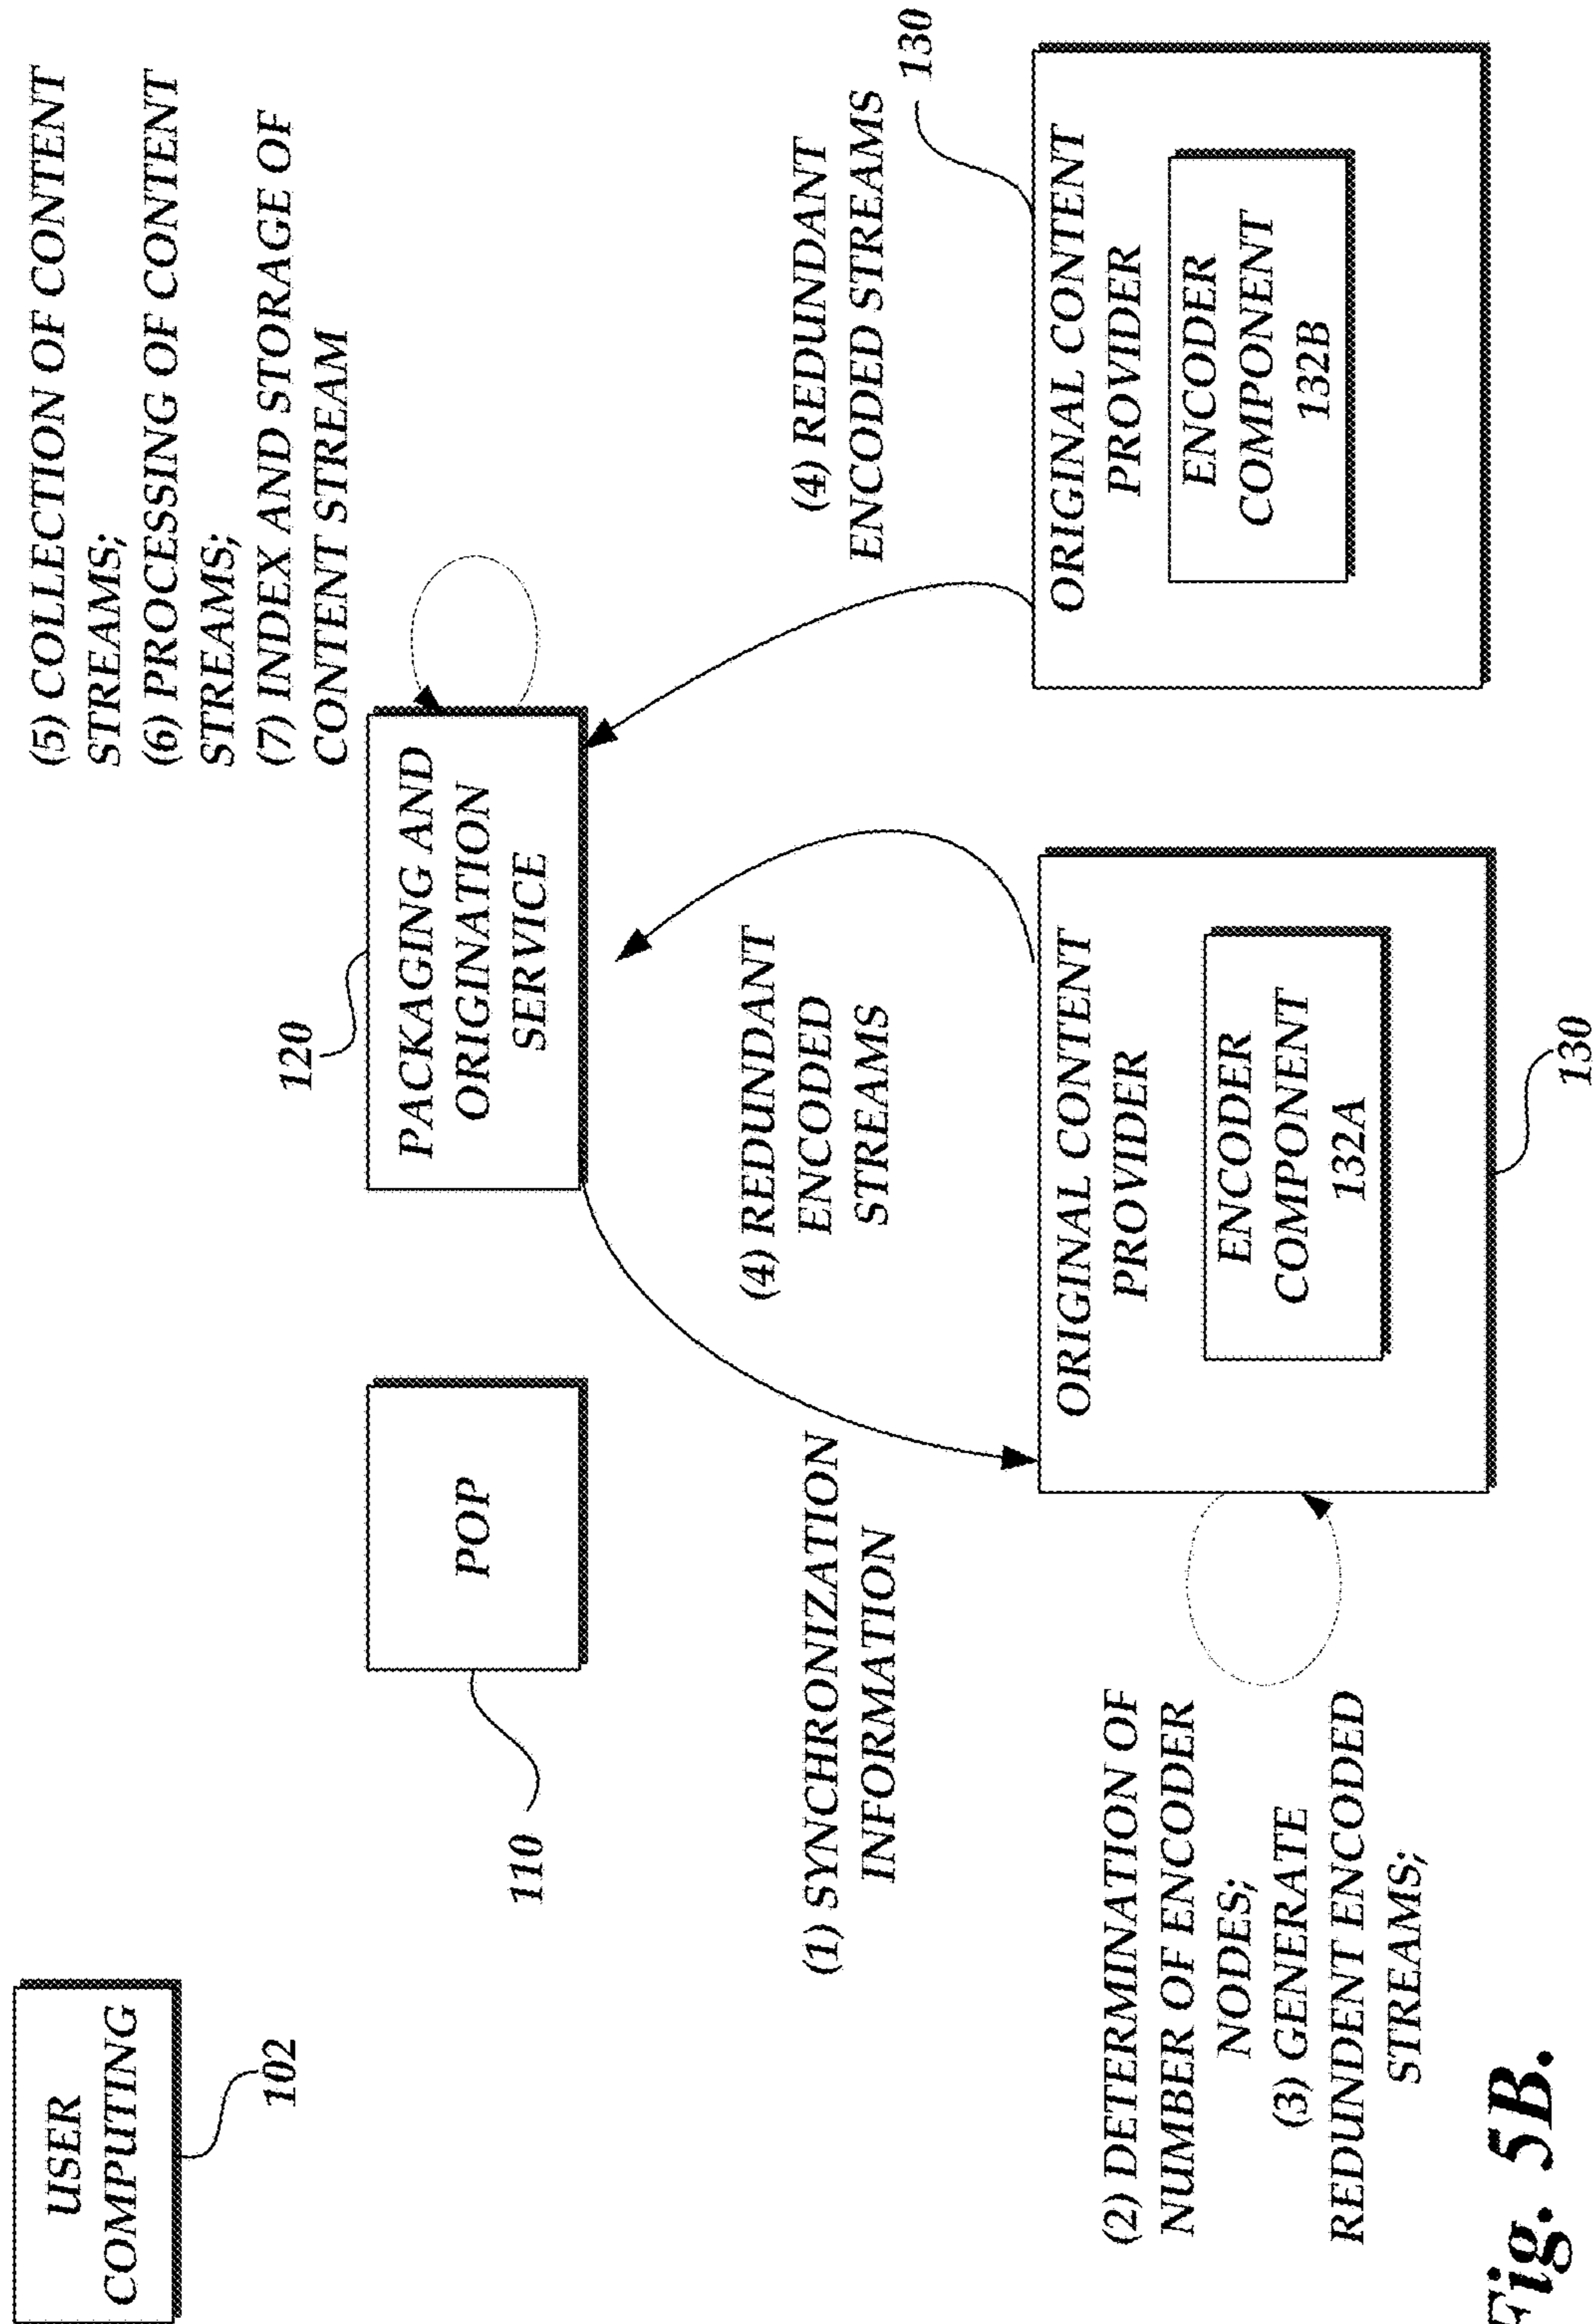 (5) COLLECTION OF CONTENT
STREAMS;
(6) PROCESSING OF CONTENT
STREAMS;
(7) INDEX AND STORAGE OF
CONTENT STREAM
USER
COMPUTING
102
POP
110
120
PACKAGING AND
ORIGINATION
SERVICE
(1) SYNCHRONIZATION
INFORMATION
(4) REDUNDANT
ENCODED
STREAMS
(4) REDUNDANT
ENCODED STREAMS
130
(2) DETERMINATION OF
NUMBER OF ENCODER
NODES;
(3) GENERATE
REDUNDENT ENCODED
STREAMS;
ORIGINAL CONTENT
PROVIDER
ENCODER
COMPONENT
132A
130
ORIGINAL CONTENT
PROVIDER
ENCODER
COMPONENT
132B
Fig. 5B.